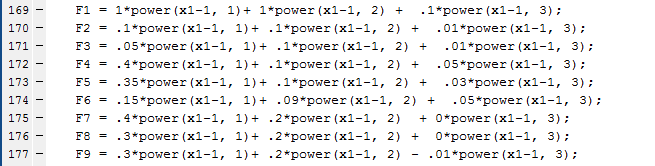 169 - F1 = 1*power(x1-1, 1)+ 1*power(x1-1, 2) + .1*power(x1-1, 3);
170 - F2 = .1*power(x1-1, 1)+ .1*power(x1-1, 2) + .01*power(x1-1, 3);
171 - F3 = .05*power(x1-1, 1)+ .1*power(x1-1, 2) + .01*power(x1-1, 3);
172 - F4 = .4*power(x1-1, 1)+ .1*power(x1-1, 2) + .05*power(x1-1, 3);
173 - F5 = .35*power(x1-1, 1)+ .1*power(x1-1, 2) + .03*power(x1-1, 3);
174 - F6 = .15*power(x1-1, 1)+ .09*power(x1-1, 2) + .05*power(x1-1, 3);
175 - F7 = .4*power(x1-1, 1)+ .2*power(x1-1, 2) + 0*power(x1-1, 3);
176 - F8 = .3*power(x1-1, 1)+ .2*power(x1-1, 2) + 0*power(x1-1, 3);
177 - F9 = .3*power(x1-1, 1)+ .2*power(x1-1, 2) - .01*power(x1-1, 3);